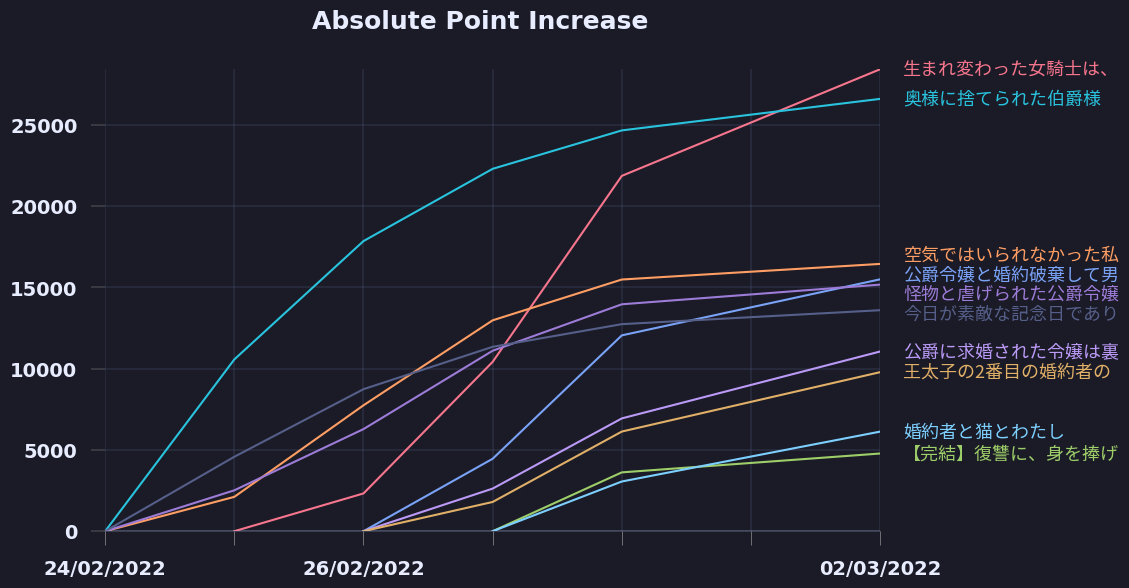 Absolute Point Increase
生まれ変わった女騎士は、
奥様に捨てられた伯爵様
25000
20000
空気ではいられなかった私
公爵令嬢と婚約破棄して男
15000
怪物と虐げられた公爵令嬢
今日が素敵な記念日であり
公爵に求婚された令嬢は裏
10000
王太子の2番目の婚約者の
婚約者と猫とわたし
5000
【完結】復讐に、身を捧げ
0
24/02/2022
26/02/2022
02/03/2022